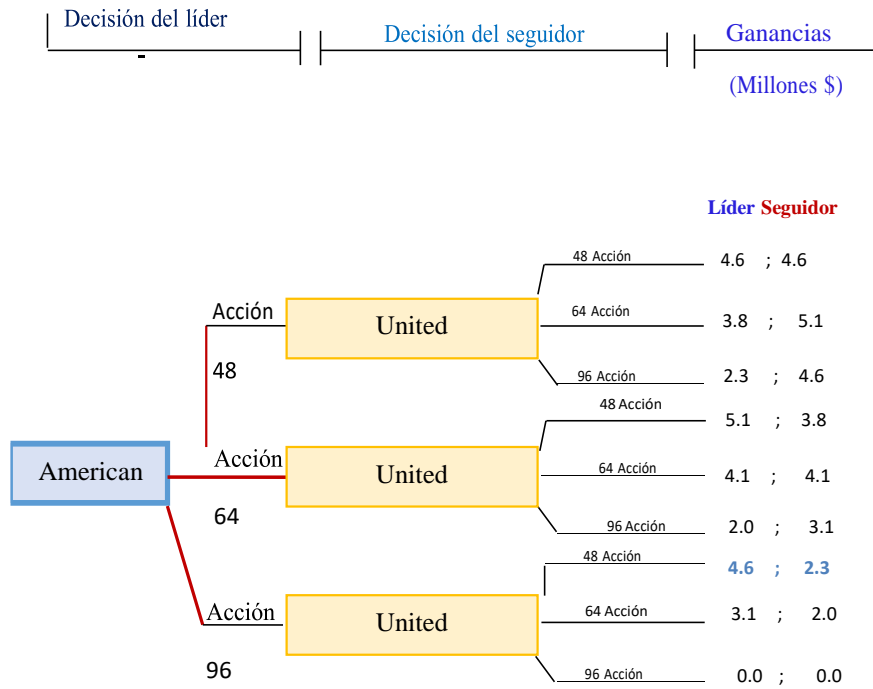 Decisión del líder
Decisión del seguidor
Ganancias
-
(Millones $)
Líder Seguidor
48 Acción 4.6 ; 4.6
Acción
United
64 Acción 3.8 ; 5.1
48
96 Acción 2.3 ; 4.6
48 Acción 5.1 ; 3.8
American
Acción
United
64 Acción 4.1 ; 4.1
64
96 Acción 2.0 ; 3.1
48 Acción 4.6 ; 2.3
Acción
United
64 Acción 3.1 ; 2.0
96
96 Acción 0.0 ; 0.0